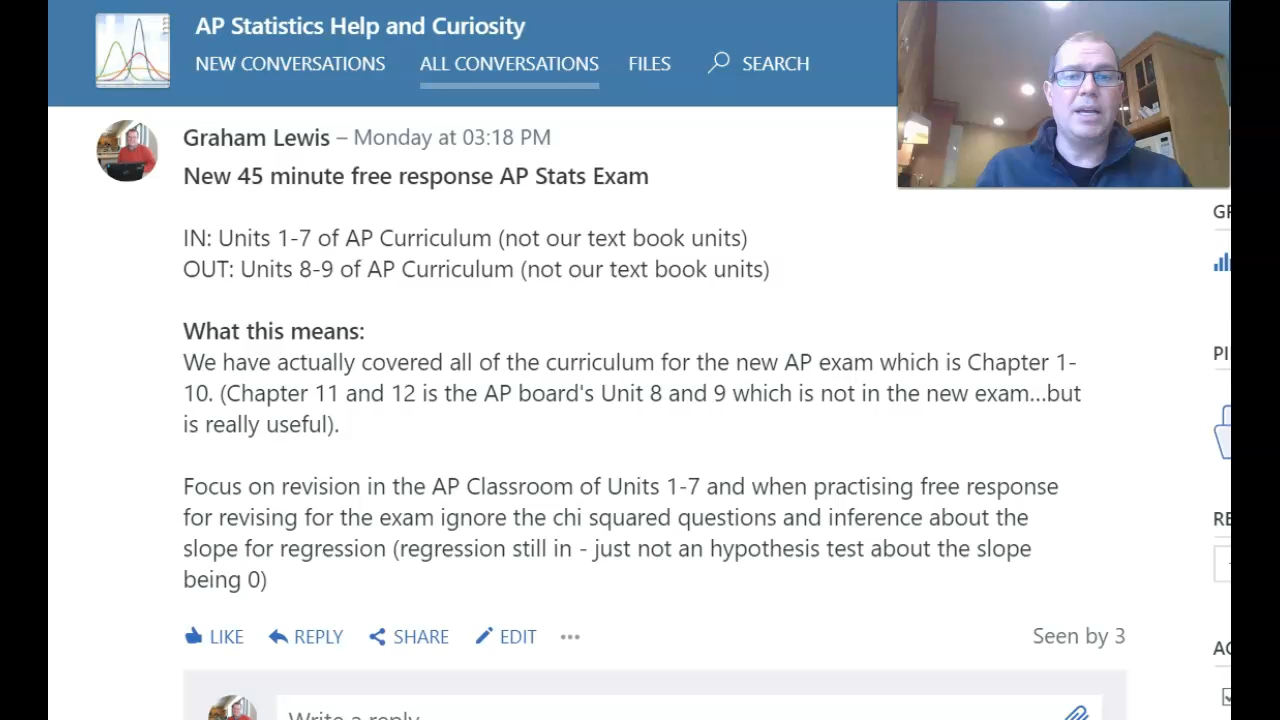 AP Statistics Help and Curiosity
NEW CONVERSATIONS ALL CONVERSATIONS FILES SEARCH
Graham Lewis – Monday at 03:18 PM
New 45 minute free response AP Stats Exam
IN: Units 1-7 of AP Curriculum (not our text book units)
OUT: Units 8-9 of AP Curriculum (not our text book units)
What this means:
We have actually covered all of the curriculum for the new AP exam which is Chapter 1-
10. (Chapter 11 and 12 is the AP board's Unit 8 and 9 which is not in the new exam...but
is really useful).
Focus on revision in the AP Classroom of Units 1-7 and when practising free response
for revising for the exam ignore the chi squared questions and inference about the
slope for regression (regression still in - just not an hypothesis test about the slope
being 0)
LIKE REPLY SHARE EDIT ... Seen by 3
Write a reply